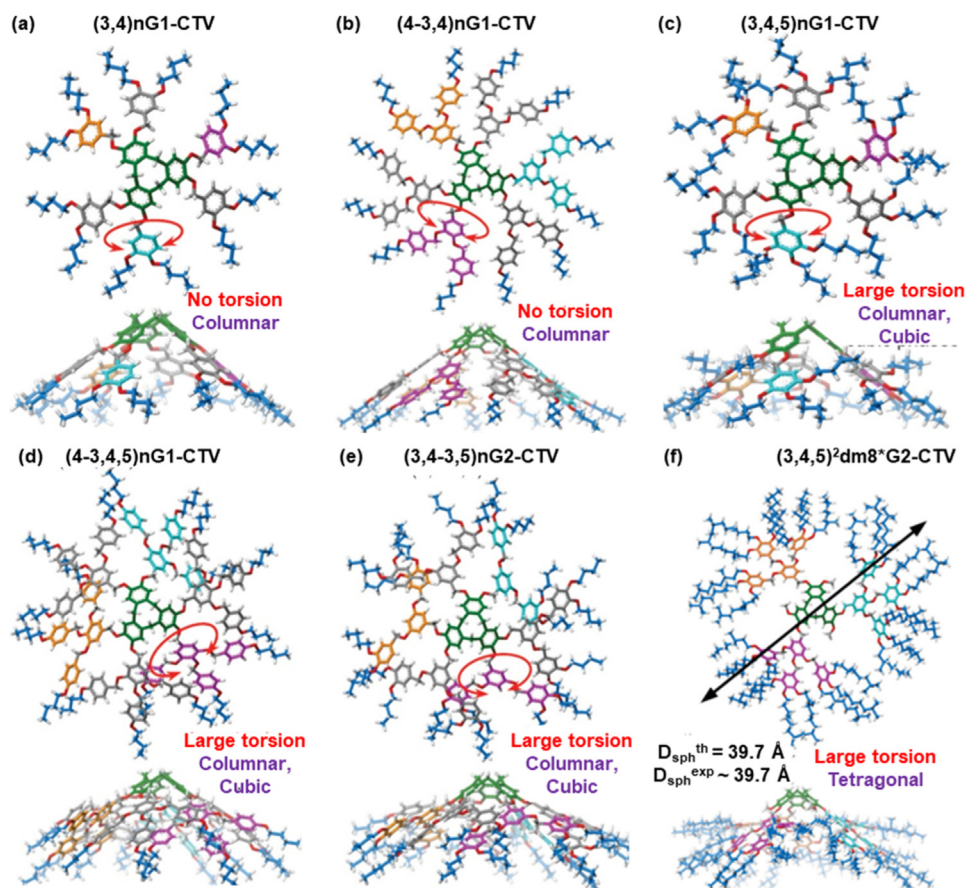 (a) (3,4)nG1-CTV
(b) (4-3,4)nG1-CTV
(c) (3,4,5)nG1-CTV
No torsion
Columnar
No torsion
Columnar
Large torsion
Columnar,
Cubic
(d) (4-3,4,5)nG1-CTV
(e) (3,4-3,5)nG2-CTV
(f) (3,4,5)²dm8*G2-CTV
Large torsion
Columnar,
Cubic
Large torsion
Columnar,
Cubic
D_sph^th = 39.7 Å
D_sph^exp ~ 39.7 Å
Large torsion
Tetragonal